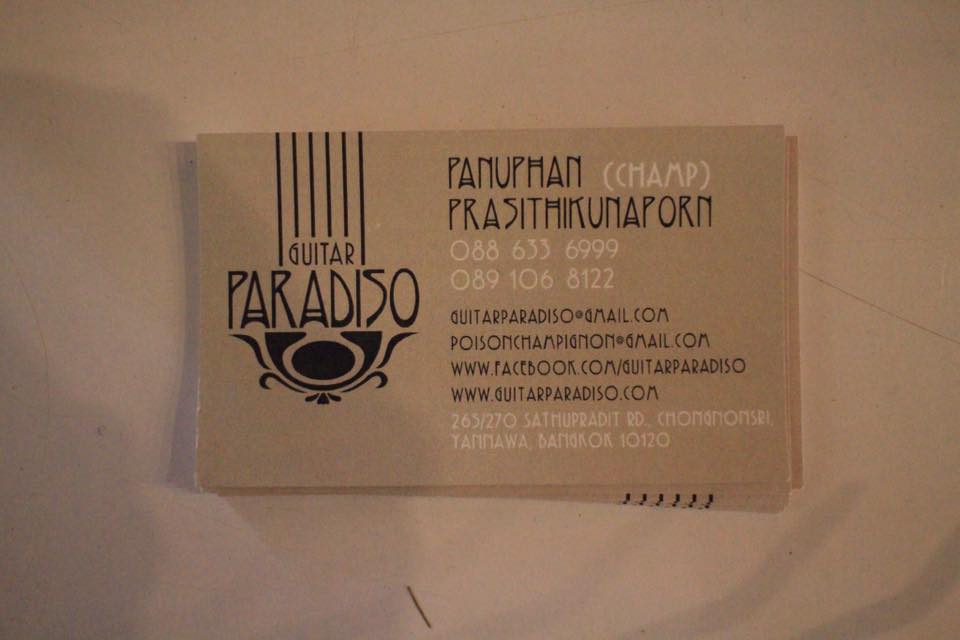 GUITAR
PARADISO
PANUPHAN (CHAMP)
PRASITHIKUNAPORN
088 633 6999
089 106 8122
GUITARPARADISO@GMAIL.COM
POISONCHAMPIGNON@GMAIL.COM
WWW.FACEBOOK.COM/GUITARPARADISO
WWW.GUITARPARADISO.COM
265/270 SATHUPRADIT RD., CHONGNONSRI,
YANNAWA, BANGKOK 10120